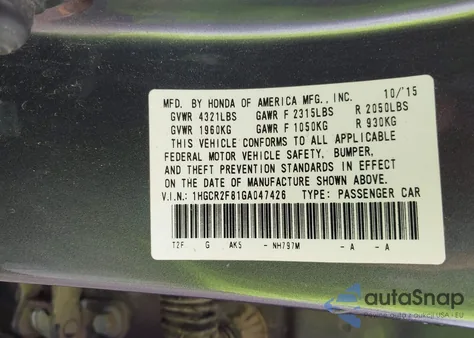 MFD. BY HONDA OF AMERICA MFG., INC. 10/'15
GVWR 4321LBS GAWR F 2315LBS R 2050LBS
GVWR 1960KG GAWR F 1050KG R 930KG
THIS VEHICLE CONFORMS TO ALL APPLICABLE
FEDERAL MOTOR VEHICLE SAFETY, BUMPER,
AND THEFT PREVENTION STANDARDS IN EFFECT
ON THE DATE OF MANUFACTURE SHOWN ABOVE.
V.I.N.: 1HGCR2F81GA047426 TYPE: PASSENGER CAR
T2F G AK5 - NH797M - A - A
autoSnap